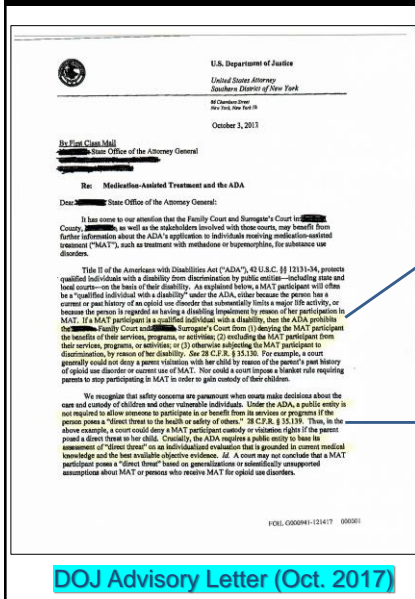 U.S. Department of Justice
United States Attorney
Southern District of New York
86 Chambers Street
New York, New York
October 3, 2017
By First Class Mail
State Office of the Attorney General
Re: Medication-Assisted Treatment and the ADA
Dear State Office of the Attorney General:
It has come to our attention that the Family Court and Surrogate's Court in
County, as well as the stakeholders involved with those courts, may benefit from
further information about the ADA's application to individuals receiving medication-assisted
treatment ("MAT"), such as treatment with methadone or buprenorphine, for substance use
disorders.
Title II of the Americans with Disabilities Act ("ADA"), 42 U.S.C. §§ 12131-34, protects
qualified individuals with a disability from discrimination by public entities—including state and
local courts—on the basis of their disability. As explained below, a MAT participant will often
be a "qualified individual with a disability" under the ADA, either because the person has a
current or past history of an opioid use disorder that substantially limits a major life activity, or
because the person is regarded as having a disabling impairment by reason of her participation in
MAT. If a MAT participant is a qualified individual with a disability, then the ADA prohibits
the Family Court and Surrogate's Court from (1) denying the MAT participant
the benefits of their services, programs, or activities; (2) excluding the MAT participant from
their services, programs, or activities; or (3) otherwise subjecting the MAT participant to
discrimination, by reason of her disability. See 28 C.F.R. § 35.130. For example, a court
generally could not deny a parent visitation with her child by reason of the parent's past history
of opioid use disorder or current use of MAT. Nor could a court impose a blanket rule requiring
parents to stop participating in MAT in order to gain custody of their children.
We recognize that safety concerns are paramount when courts make decisions about the
care and custody of children and other vulnerable individuals. Under the ADA, a public entity is
not required to allow someone to participate in or benefit from its services or programs if the
person poses a "direct threat to the health or safety of others." 28 C.F.R. § 35.139. Thus, in the
above example, a court could deny a MAT participant custody or visitation rights if the parent
posed a direct threat to her child. Crucially, the ADA requires a public entity to base its
assessment of "direct threat" on an individualized evaluation that is grounded in current medical
knowledge and the best available objective evidence. Id. A court may not conclude that a MAT
participant poses a "direct threat" based on generalizations or scientifically unsupported
assumptions about MAT or persons who receive MAT for opioid use disorders.
FOIL G000941-121417 000001
DOJ Advisory Letter (Oct. 2017)